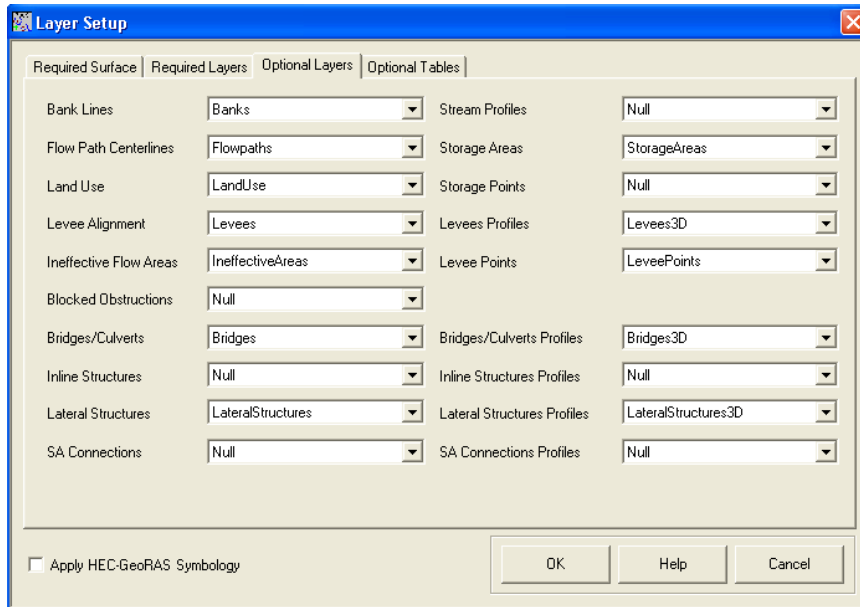 Layer Setup
Required Surface Required Layers Optional Layers Optional Tables
Bank Lines Banks Stream Profiles Null
Flow Path Centerlines Flowpaths Storage Areas StorageAreas
Land Use LandUse Storage Points Null
Levee Alignment Levees Levees Profiles Levees3D
Ineffective Flow Areas IneffectiveAreas Levee Points LeveePoints
Blocked Obstructions Null
Bridges/Culverts Bridges Bridges/Culverts Profiles Bridges3D
Inline Structures Null Inline Structures Profiles Null
Lateral Structures LateralStructures Lateral Structures Profiles LateralStructures3D
SA Connections Null SA Connections Profiles Null
Apply HEC-GeoRAS Symbology OK Help Cancel